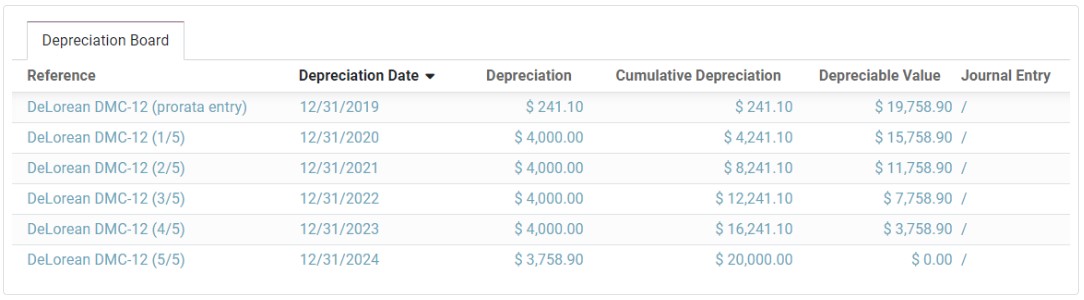 Depreciation Board
Reference Depreciation Date Depreciation Cumulative Depreciation Depreciable Value Journal Entry
DeLorean DMC-12 (prorata entry) 12/31/2019 $ 241.10 $ 241.10 $ 19,758.90 /
DeLorean DMC-12 (1/5) 12/31/2020 $ 4,000.00 $ 4,241.10 $ 15,758.90 /
DeLorean DMC-12 (2/5) 12/31/2021 $ 4,000.00 $ 8,241.10 $ 11,758.90 /
DeLorean DMC-12 (3/5) 12/31/2022 $ 4,000.00 $ 12,241.10 $ 7,758.90 /
DeLorean DMC-12 (4/5) 12/31/2023 $ 4,000.00 $ 16,241.10 $ 3,758.90 /
DeLorean DMC-12 (5/5) 12/31/2024 $ 3,758.90 $ 20,000.00 $ 0.00 /